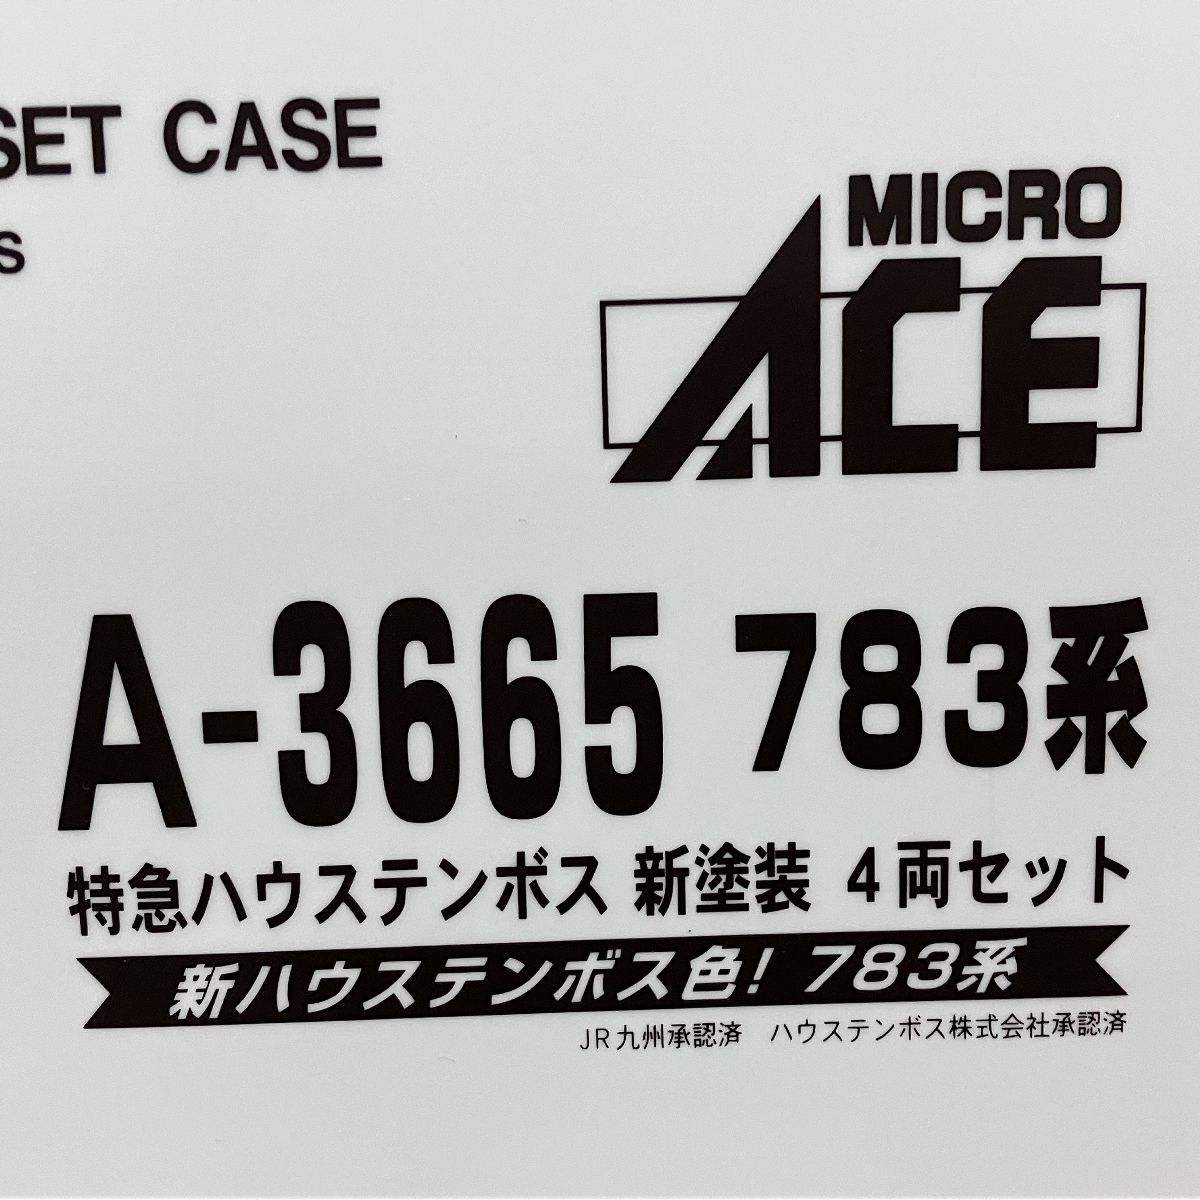 SET CASE
S
MICRO
ACE
A-3665 783系
特急ハウステンボス 新塗装 4両セット
新ハウステンボス色! 783系
JR九州承認済 ハウステンボス株式会社承認済